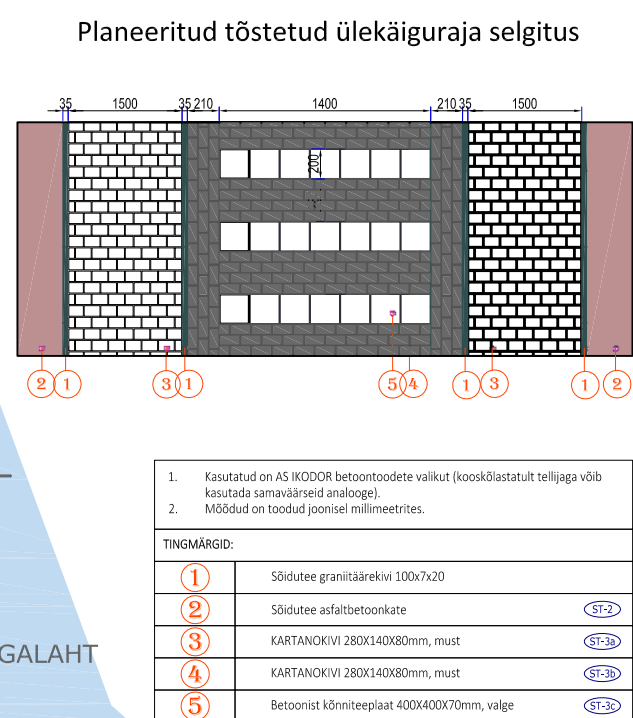 Planeeritud tõstetud ülekäiguraja selgitus
35 1500 35 210 1400 210 35 1500
200
2 1 3 1 5 4 1 3 1 2
1. Kasutatud on AS IKODOR betoontoodete valikut (kooskõlastatult tellijaga võib
kasutada samaväärseid analooge).
2. Mõõdud on toodud joonisel millimeetrites.
TINGMÄRGID:
1 Sõidutee graniitäärekivi 100x7x20
2 Sõidutee asfaltbetoonkate ST-2
3 KARTANOKIVI 280X140X80mm, must ST-3a
GALAHT
4 KARTANOKIVI 280X140X80mm, must ST-3b
5 Betoonist kõnniteeplaat 400X400X70mm, valge ST-3c